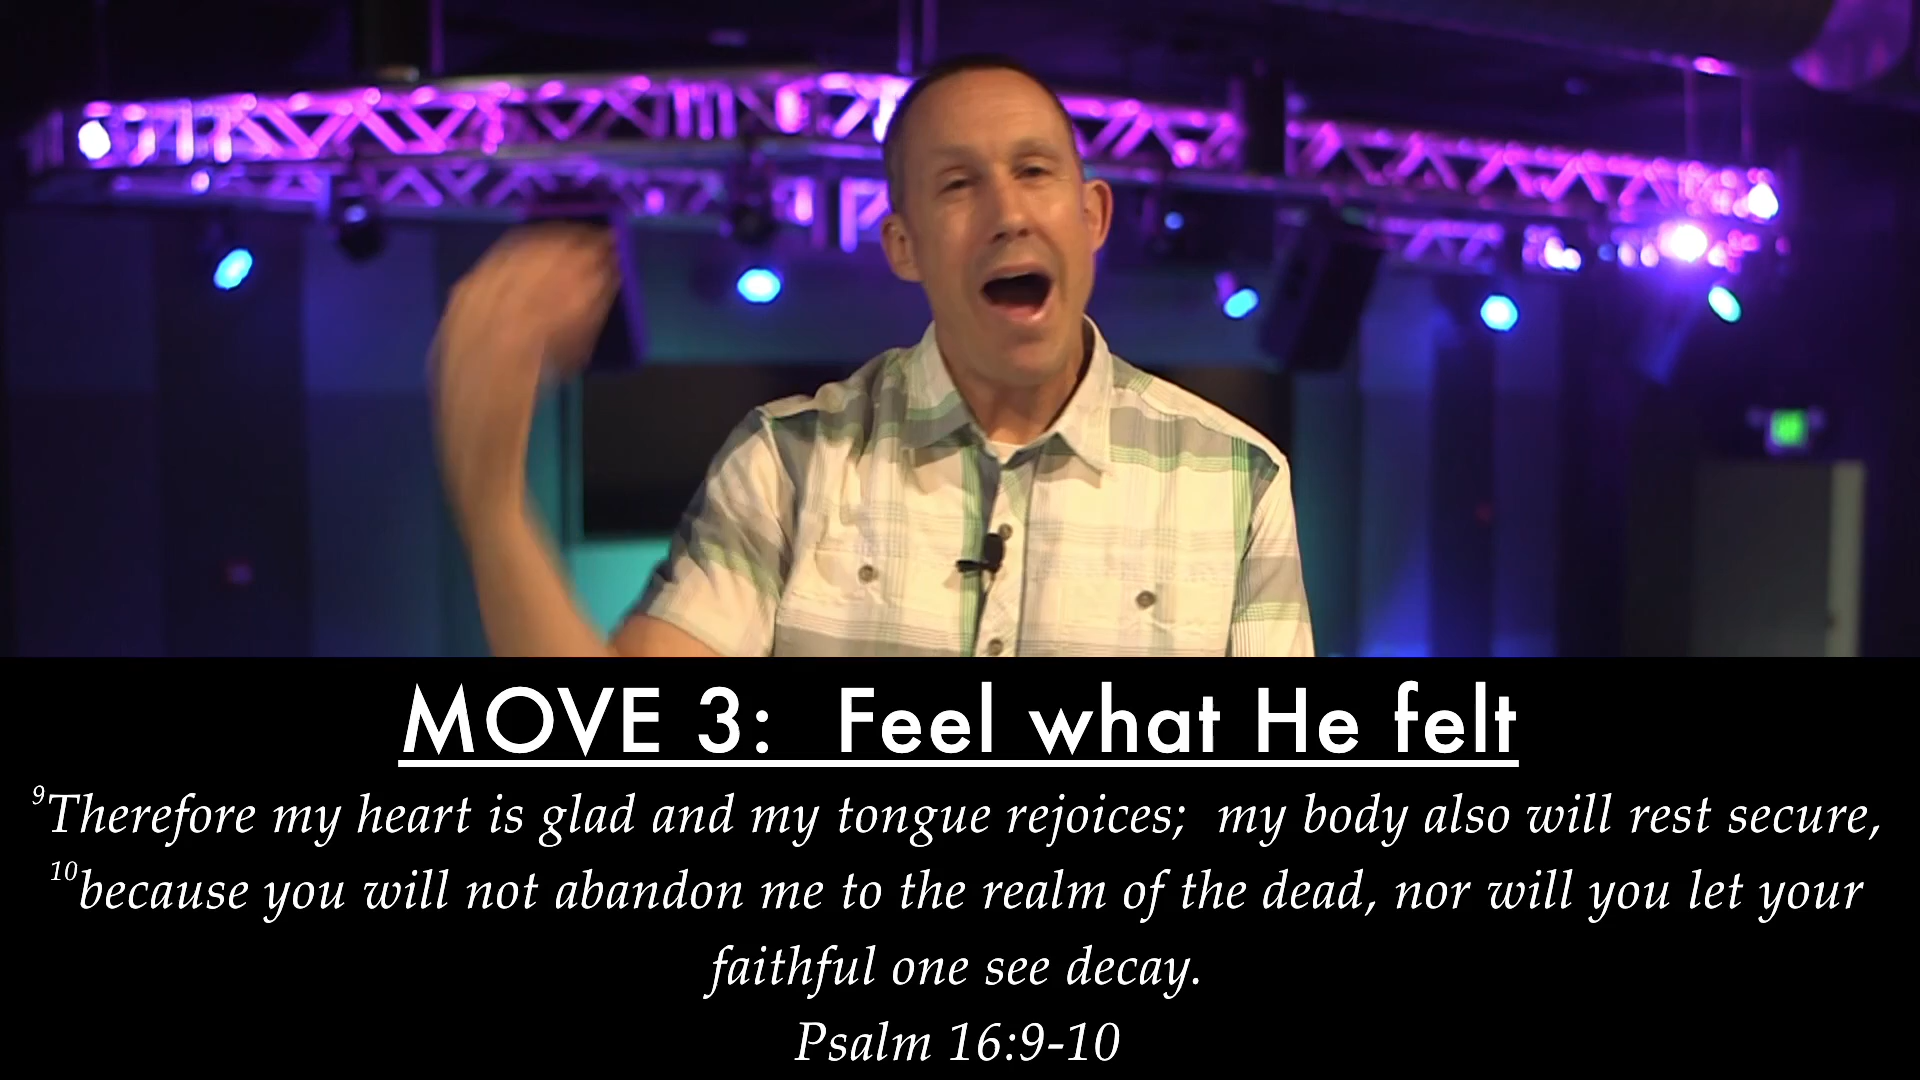 MOVE 3:  Feel what He felt
⁹Therefore my heart is glad and my tongue rejoices;  my body also will rest secure,
¹⁰because you will not abandon me to the realm of the dead, nor will you let your
faithful one see decay.
Psalm 16:9-10